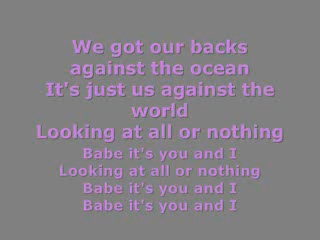 We got our backs
against the ocean
It's just us against the
world
Looking at all or nothing
Babe it's you and I
Looking at all or nothing
Babe it's you and I
Babe it's you and I